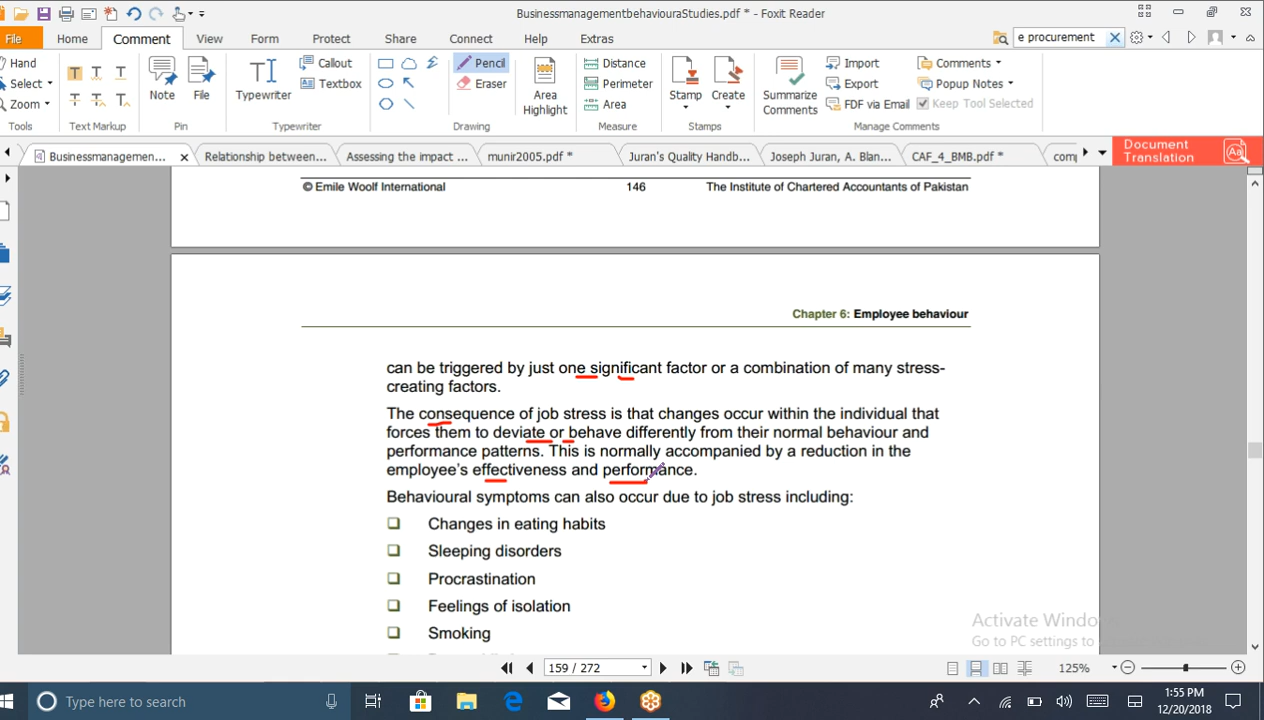 BusinessmanagementbehaviouraStudies.pdf * - Foxit Reader
File Home Comment View Form Protect Share Connect Help Extras e procurement
Hand Callout Pencil Distance Import Comments
Select Textbox Eraser Perimeter Export Popup Notes
Zoom Note File Typewriter Area Highlight Area Stamp Create Summarize Comments FDF via Email Keep Tool Selected
Tools Text Markup Pin Typewriter Drawing Measure Stamps Manage Comments
Businessmanagemen... Relationship between... Assessing the impact ... munir2005.pdf * Juran's Quality Handb... Joseph Juran, A. Blan... CAF_4_BMB.pdf * Document Translation
© Emile Woolf International 146 The Institute of Chartered Accountants of Pakistan
Chapter 6: Employee behaviour
can be triggered by just one significant factor or a combination of many stress-
creating factors.
The consequence of job stress is that changes occur within the individual that
forces them to deviate or behave differently from their normal behaviour and
performance patterns. This is normally accompanied by a reduction in the
employee's effectiveness and performance.
Behavioural symptoms can also occur due to job stress including:
❑ Changes in eating habits
❑ Sleeping disorders
❑ Procrastination
❑ Feelings of isolation
❑ Smoking
Activate Windo
Go to PC settings to
159 / 272 125%
Type here to search 1:55 PM
12/20/2018